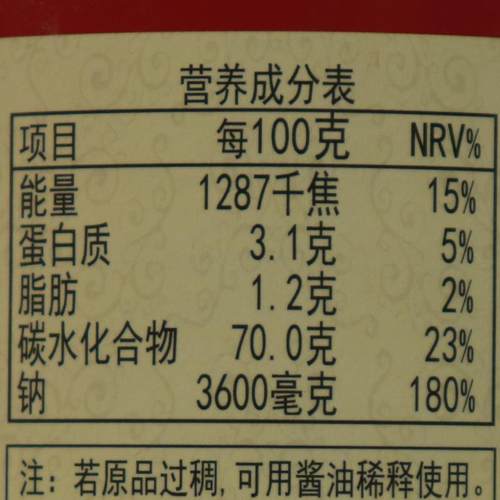 营养成分表
项目 每100克 NRV%
能量 1287千焦 15%
蛋白质 3.1克 5%
脂肪 1.2克 2%
碳水化合物 70.0克 23%
钠 3600毫克 180%
注：若原品过稠,可用酱油稀释使用。